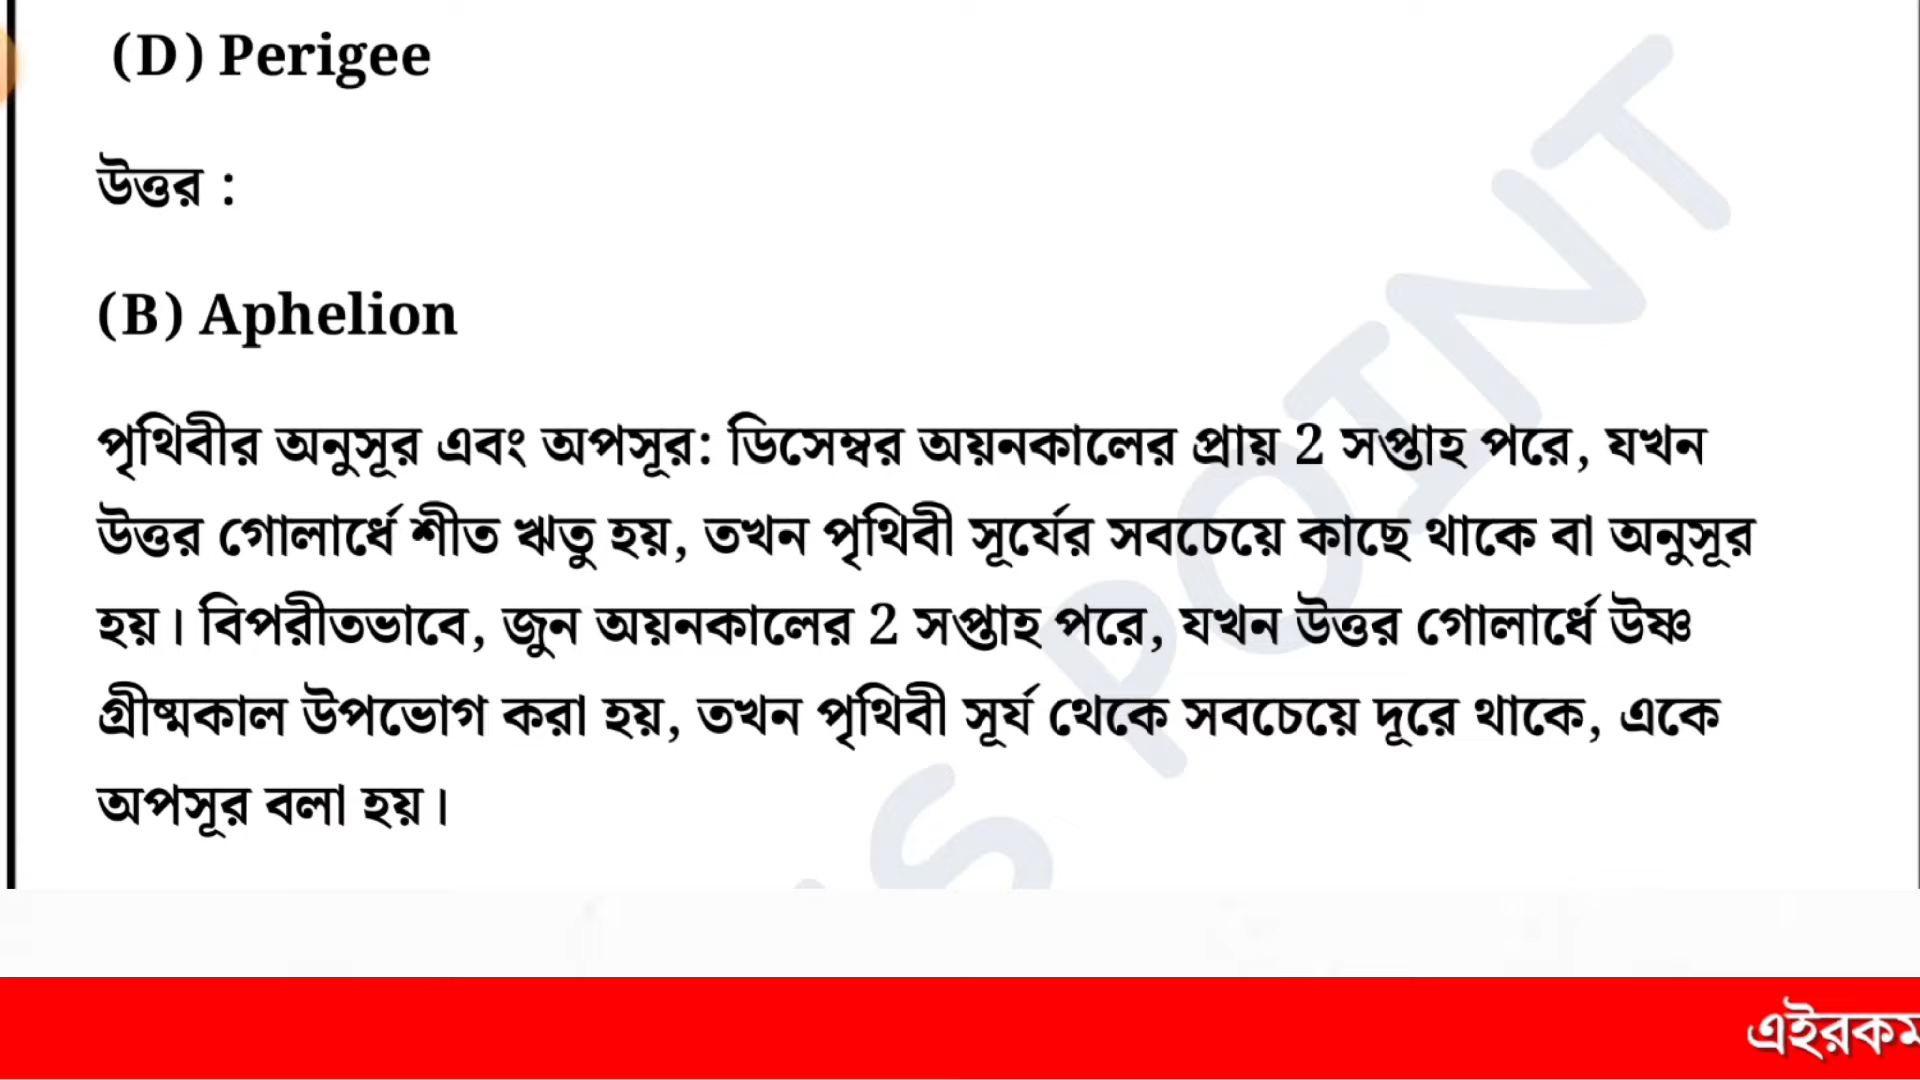 (D) Perigee
উত্তর :
(B) Aphelion
পৃথিবীর অনুসূর এবং অপসূর: ডিসেম্বর অয়নকালের প্রায় 2 সপ্তাহ পরে, যখন
উত্তর গোলার্ধে শীত ঋতু হয়, তখন পৃথিবী সূর্যের সবচেয়ে কাছে থাকে বা অনুসূর
হয়। বিপরীতভাবে, জুন অয়নকালের 2 সপ্তাহ পরে, যখন উত্তর গোলার্ধে উষ্ণ
গ্রীষ্মকাল উপভোগ করা হয়, তখন পৃথিবী সূর্য থেকে সবচেয়ে দূরে থাকে, একে
অপসূর বলা হয়।
S POINT
এইরকম